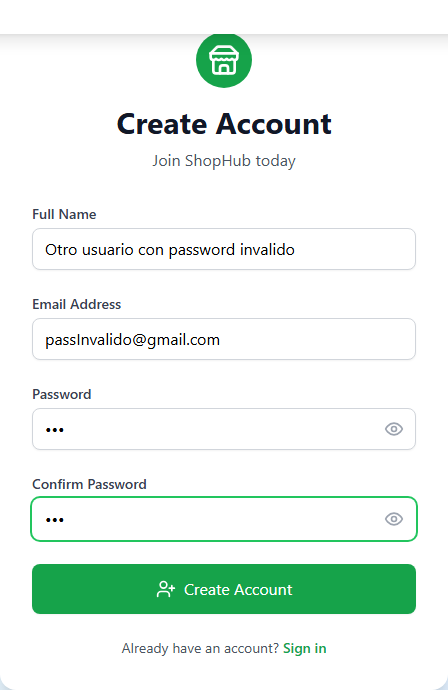 Create Account
Join ShopHub today
Full Name
Otro usuario con password invalido
Email Address
passInvalido@gmail.com
Password
•••
Confirm Password
•••
Create Account
Already have an account? Sign in